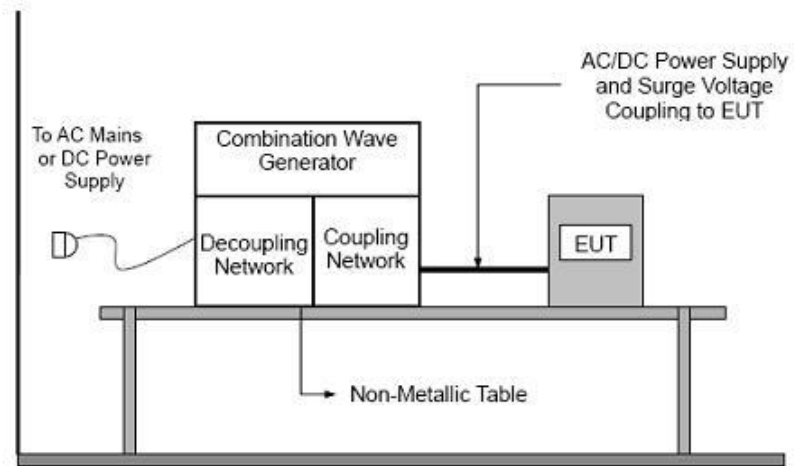 AC/DC Power Supply
and Surge Voltage
Coupling to EUT
To AC Mains
or DC Power
Supply
Combination Wave
Generator
Decoupling
Network
Coupling
Network
EUT
Non-Metallic Table